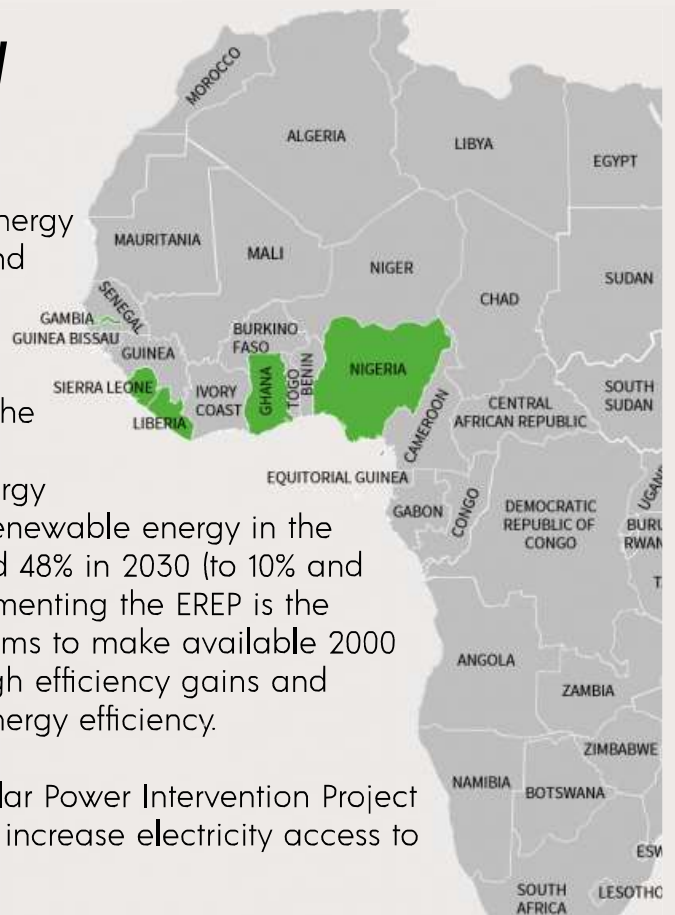 nergy
nd
he
rgy
enewable energy in the
d 48% in 2030 (to 10% and
menting the EREP is the
ms to make available 2000
gh efficiency gains and
nergy efficiency.
lar Power Intervention Project
increase electricity access to
MOROCCO
ALGERIA
LIBYA
EGYPT
MAURITANIA
MALI
NIGER
CHAD
SUDAN
SENEGAL
GAMBIA
GUINEA BISSAU
GUINEA
SIERRA LEONE
LIBERIA
IVORY
COAST
BURKINO
FASO
GHANA
TOGO
BENIN
NIGERIA
CAMEROON
CENTRAL
AFRICAN REPUBLIC
SOUTH
SUDAN
EQUITORIAL GUINEA
GABON
CONGO
DEMOCRATIC
REPUBLIC OF
CONGO
UGAN
BURU
RWAN
T
ANGOLA
ZAMBIA
ZIMBABWE
NAMIBIA
BOTSWANA
ESW
SOUTH
AFRICA
LESOTHO